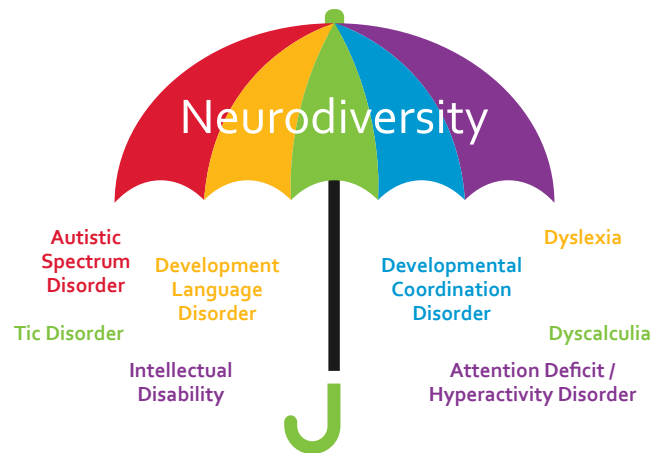 Neurodiversity
Autistic
Spectrum
Disorder
Development
Language
Disorder
Developmental
Coordination
Disorder
Dyslexia
Tic Disorder
Dyscalculia
Intellectual
Disability
Attention Deficit /
Hyperactivity Disorder